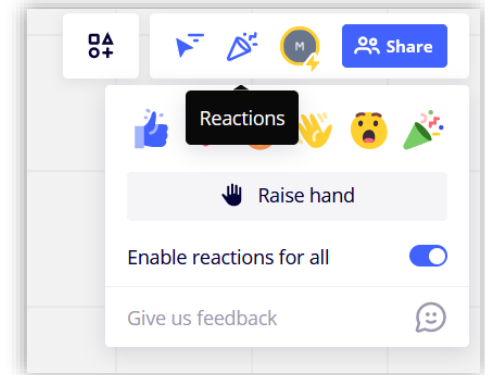 M
Share
Reactions
Raise hand
Enable reactions for all
Give us feedback